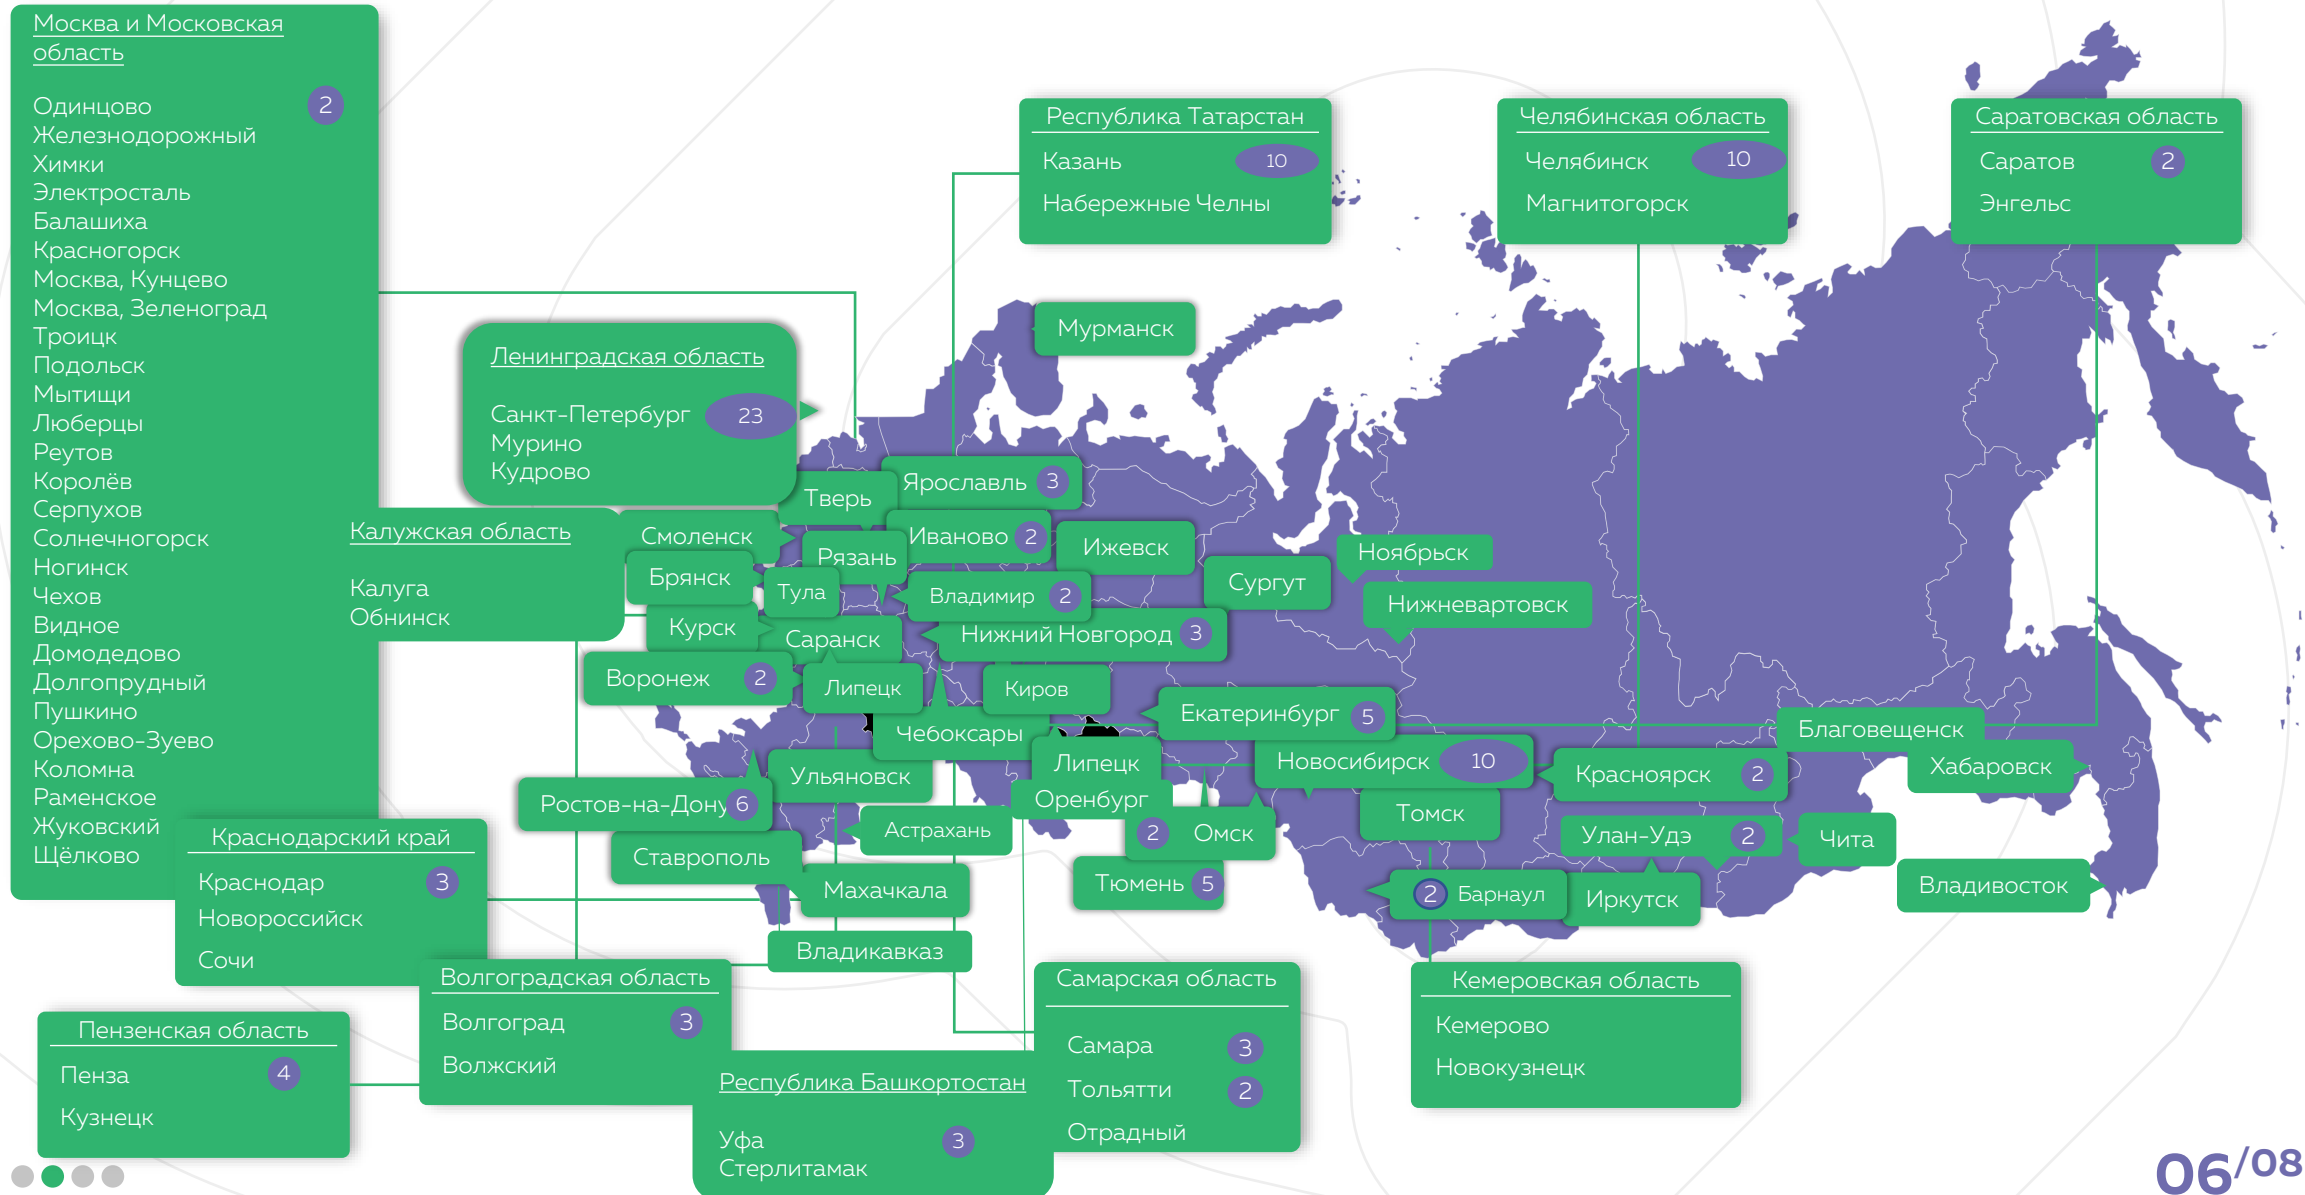 Москва и Московская
область
Одинцово 2
Железнодорожный
Химки
Электросталь
Балашиха
Красногорск
Москва, Кунцево
Москва, Зеленоград
Троицк
Подольск
Мытищи
Люберцы
Реутов
Королёв
Серпухов
Солнечногорск
Ногинск
Чехов
Видное
Домодедово
Долгопрудный
Пушкино
Орехово-Зуево
Коломна
Раменское
Жуковский
Щёлково
Республика Татарстан
Казань 10
Набережные Челны
Челябинская область
Челябинск 10
Магнитогорск
Саратовская область
Саратов 2
Энгельс
Мурманск
Ленинградская область
Санкт-Петербург 23
Мурино
Кудрово
Тверь
Ярославль 3
Калужская область
Калуга
Обнинск
Смоленск
Рязань
Иваново 2
Ижевск
Сургут
Ноябрьск
Нижневартовск
Брянск
Тула
Владимир 2
Курск
Саранск
Нижний Новгород 3
Воронеж 2
Липецк
Киров
Чебоксары
Екатеринбург 5
Благовещенск
Хабаровск
Ульяновск
Липецк
Новосибирск 10
Красноярск 2
Ростов-на-Дону 6
Оренбург
Томск
Астрахань
2 Омск
Улан-Удэ 2
Чита
Ставрополь
Махачкала
Тюмень 5
2 Барнаул
Иркутск
Владивосток
Владикавказ
Краснодарский край
Краснодар 3
Новороссийск
Сочи
Волгоградская область
Волгоград 3
Волжский
Пензенская область
Пенза 4
Кузнецк
Республика Башкортостан
Уфа 3
Стерлитамак
Самарская область
Самара 3
Тольятти 2
Отрадный
Кемеровская область
Кемерово
Новокузнецк
06/08